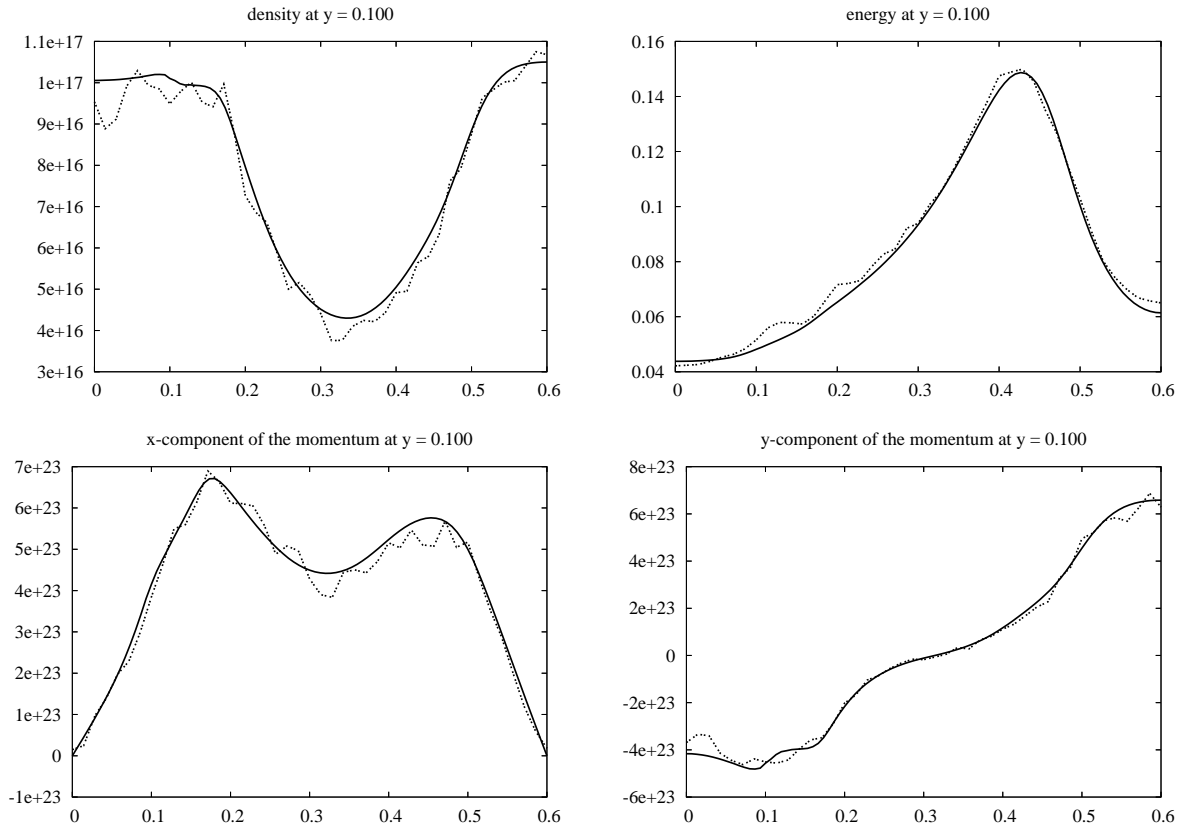 density at y = 0.100
1.1e+17
1e+17
9e+16
8e+16
7e+16
6e+16
5e+16
4e+16
3e+16
0 0.1 0.2 0.3 0.4 0.5 0.6
energy at y = 0.100
0.16
0.14
0.12
0.1
0.08
0.06
0.04
0 0.1 0.2 0.3 0.4 0.5 0.6
x-component of the momentum at y = 0.100
7e+23
6e+23
5e+23
4e+23
3e+23
2e+23
1e+23
0
-1e+23
0 0.1 0.2 0.3 0.4 0.5 0.6
y-component of the momentum at y = 0.100
8e+23
6e+23
4e+23
2e+23
0
-2e+23
-4e+23
-6e+23
0 0.1 0.2 0.3 0.4 0.5 0.6